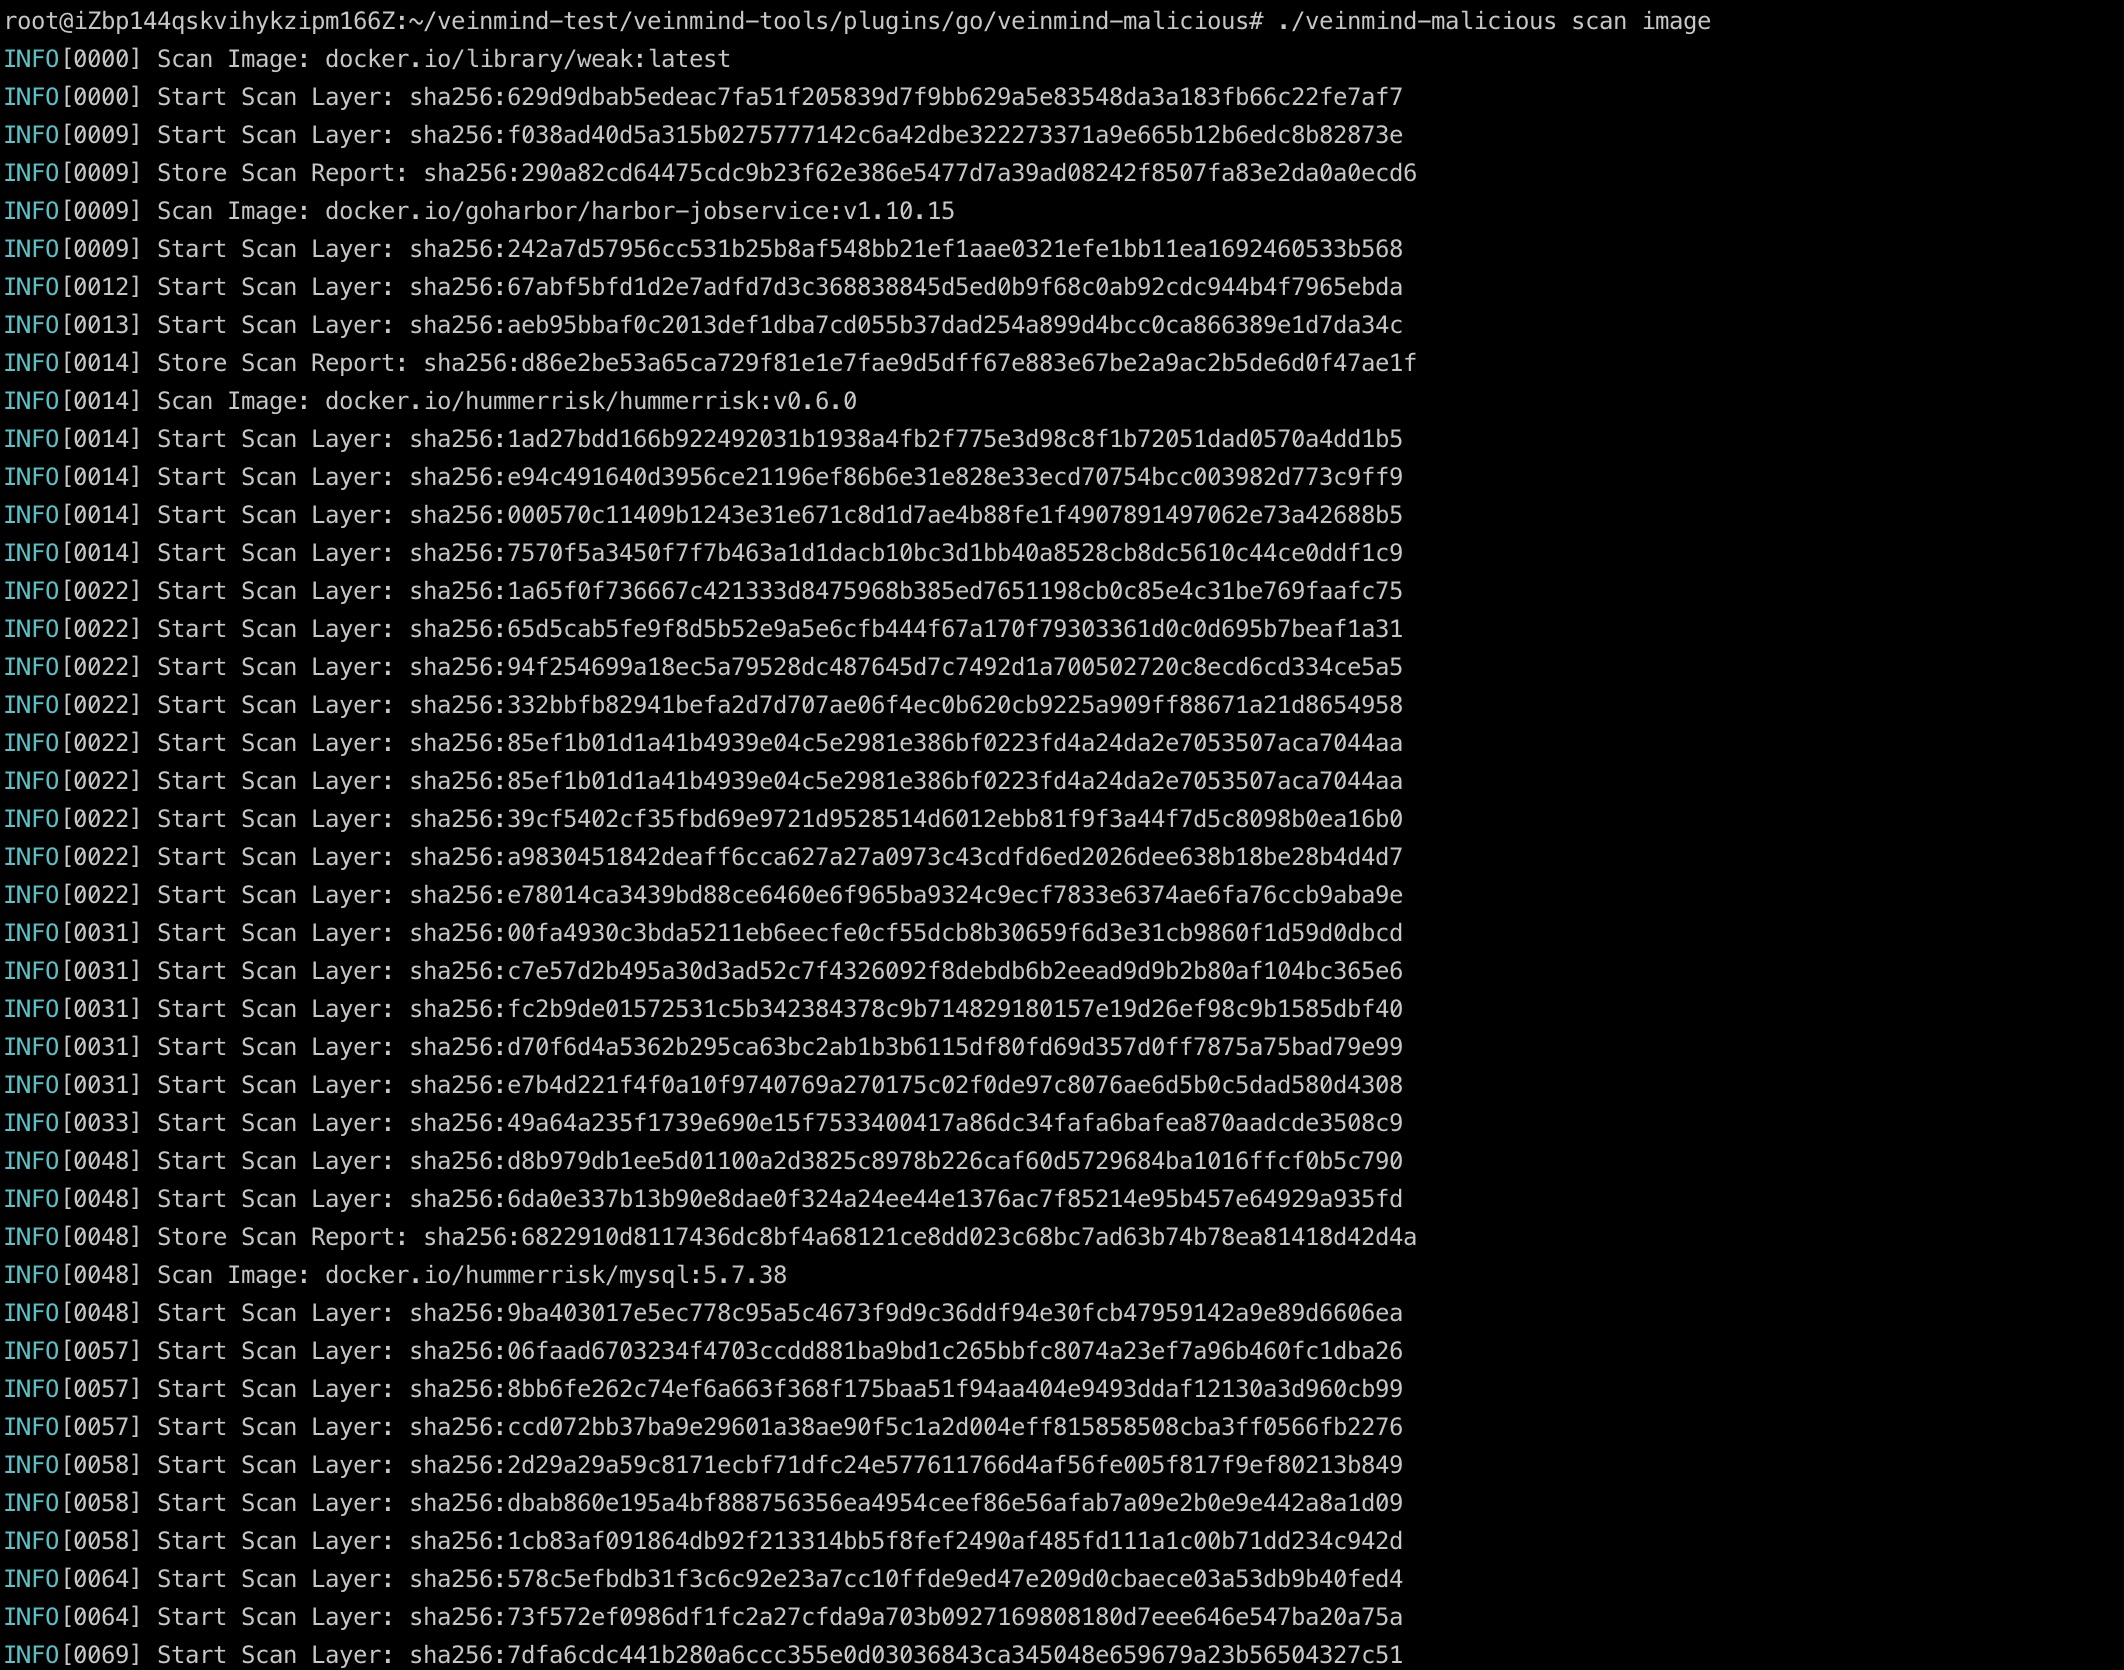 root@iZbp144qskvihykzipm166Z:~/veinmind-test/veinmind-tools/plugins/go/veinmind-malicious# ./veinmind-malicious scan image
INFO[0000] Scan Image: docker.io/library/weak:latest
INFO[0000] Start Scan Layer: sha256:629d9dbab5edeac7fa51f205839d7f9bb629a5e83548da3a183fb66c22fe7af7
INFO[0009] Start Scan Layer: sha256:f038ad40d5a315b0275777142c6a42dbe322273371a9e665b12b6edc8b82873e
INFO[0009] Store Scan Report: sha256:290a82cd64475cdc9b23f62e386e5477d7a39ad08242f8507fa83e2da0a0ecd6
INFO[0009] Scan Image: docker.io/goharbor/harbor-jobservice:v1.10.15
INFO[0009] Start Scan Layer: sha256:242a7d57956cc531b25b8af548bb21ef1aae0321efe1bb11ea1692460533b568
INFO[0012] Start Scan Layer: sha256:67abf5bfd1d2e7adfd7d3c368838845d5ed0b9f68c0ab92cdc944b4f7965ebda
INFO[0013] Start Scan Layer: sha256:aeb95bbaf0c2013def1dba7cd055b37dad254a899d4bcc0ca866389e1d7da34c
INFO[0014] Store Scan Report: sha256:d86e2be53a65ca729f81e1e7fae9d5dff67e883e67be2a9ac2b5de6d0f47ae1f
INFO[0014] Scan Image: docker.io/hummerrisk/hummerrisk:v0.6.0
INFO[0014] Start Scan Layer: sha256:1ad27bdd166b922492031b1938a4fb2f775e3d98c8f1b72051dad0570a4dd1b5
INFO[0014] Start Scan Layer: sha256:e94c491640d3956ce21196ef86b6e31e828e33ecd70754bcc003982d773c9ff9
INFO[0014] Start Scan Layer: sha256:000570c11409b1243e31e671c8d1d7ae4b88fe1f4907891497062e73a42688b5
INFO[0014] Start Scan Layer: sha256:7570f5a3450f7f7b463a1d1dacb10bc3d1bb40a8528cb8dc5610c44ce0ddf1c9
INFO[0022] Start Scan Layer: sha256:1a65f0f736667c421333d8475968b385ed7651198cb0c85e4c31be769faafc75
INFO[0022] Start Scan Layer: sha256:65d5cab5fe9f8d5b52e9a5e6cfb444f67a170f79303361d0c0d695b7beaf1a31
INFO[0022] Start Scan Layer: sha256:94f254699a18ec5a79528dc487645d7c7492d1a700502720c8ecd6cd334ce5a5
INFO[0022] Start Scan Layer: sha256:332bbfb82941befa2d7d707ae06f4ec0b620cb9225a909ff88671a21d8654958
INFO[0022] Start Scan Layer: sha256:85ef1b01d1a41b4939e04c5e2981e386bf0223fd4a24da2e7053507aca7044aa
INFO[0022] Start Scan Layer: sha256:85ef1b01d1a41b4939e04c5e2981e386bf0223fd4a24da2e7053507aca7044aa
INFO[0022] Start Scan Layer: sha256:39cf5402cf35fbd69e9721d9528514d6012ebb81f9f3a44f7d5c8098b0ea16b0
INFO[0022] Start Scan Layer: sha256:a9830451842deaff6cca627a27a0973c43cdfd6ed2026dee638b18be28b4d4d7
INFO[0022] Start Scan Layer: sha256:e78014ca3439bd88ce6460e6f965ba9324c9ecf7833e6374ae6fa76ccb9aba9e
INFO[0031] Start Scan Layer: sha256:00fa4930c3bda5211eb6eecfe0cf55dcb8b30659f6d3e31cb9860f1d59d0dbcd
INFO[0031] Start Scan Layer: sha256:c7e57d2b495a30d3ad52c7f4326092f8debdb6b2eead9d9b2b80af104bc365e6
INFO[0031] Start Scan Layer: sha256:fc2b9de01572531c5b342384378c9b714829180157e19d26ef98c9b1585dbf40
INFO[0031] Start Scan Layer: sha256:d70f6d4a5362b295ca63bc2ab1b3b6115df80fd69d357d0ff7875a75bad79e99
INFO[0031] Start Scan Layer: sha256:e7b4d221f4f0a10f9740769a270175c02f0de97c8076ae6d5b0c5dad580d4308
INFO[0033] Start Scan Layer: sha256:49a64a235f1739e690e15f7533400417a86dc34fafa6bafea870aadcde3508c9
INFO[0048] Start Scan Layer: sha256:d8b979db1ee5d01100a2d3825c8978b226caf60d5729684ba1016ffcf0b5c790
INFO[0048] Start Scan Layer: sha256:6da0e337b13b90e8dae0f324a24ee44e1376ac7f85214e95b457e64929a935fd
INFO[0048] Store Scan Report: sha256:6822910d8117436dc8bf4a68121ce8dd023c68bc7ad63b74b78ea81418d42d4a
INFO[0048] Scan Image: docker.io/hummerrisk/mysql:5.7.38
INFO[0048] Start Scan Layer: sha256:9ba403017e5ec778c95a5c4673f9d9c36ddf94e30fcb47959142a9e89d6606ea
INFO[0057] Start Scan Layer: sha256:06faad6703234f4703ccdd881ba9bd1c265bbfc8074a23ef7a96b460fc1dba26
INFO[0057] Start Scan Layer: sha256:8bb6fe262c74ef6a663f368f175baa51f94aa404e9493ddaf12130a3d960cb99
INFO[0057] Start Scan Layer: sha256:ccd072bb37ba9e29601a38ae90f5c1a2d004eff815858508cba3ff0566fb2276
INFO[0058] Start Scan Layer: sha256:2d29a29a59c8171ecbf71dfc24e577611766d4af56fe005f817f9ef80213b849
INFO[0058] Start Scan Layer: sha256:dbab860e195a4bf888756356ea4954ceef86e56afab7a09e2b0e9e442a8a1d09
INFO[0058] Start Scan Layer: sha256:1cb83af091864db92f213314bb5f8fef2490af485fd111a1c00b71dd234c942d
INFO[0064] Start Scan Layer: sha256:578c5efbdb31f3c6c92e23a7cc10ffde9ed47e209d0cbaece03a53db9b40fed4
INFO[0064] Start Scan Layer: sha256:73f572ef0986df1fc2a27cfda9a703b0927169808180d7eee646e547ba20a75a
INFO[0069] Start Scan Layer: sha256:7dfa6cdc441b280a6ccc355e0d03036843ca345048e659679a23b56504327c51